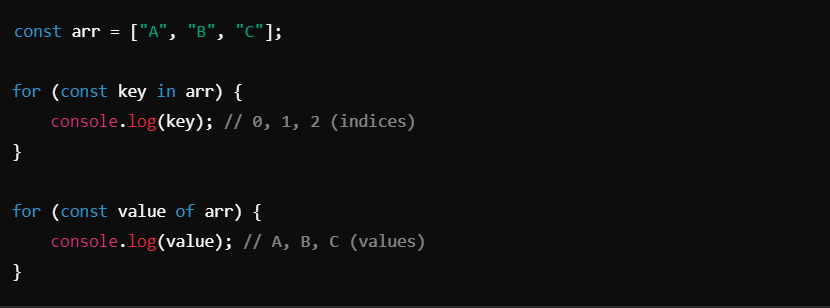 const arr = ["A", "B", "C"];
for (const key in arr) {
    console.log(key); // 0, 1, 2 (indices)
}
for (const value of arr) {
    console.log(value); // A, B, C (values)
}